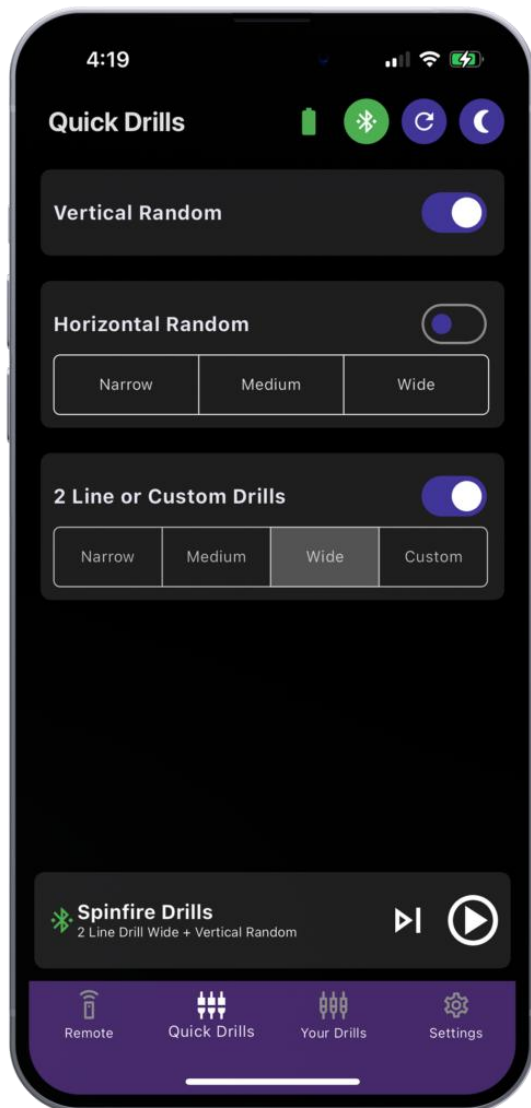 4:19
Quick Drills
Vertical Random
Horizontal Random
Narrow Medium Wide
2 Line or Custom Drills
Narrow Medium Wide Custom
Spinfire Drills
2 Line Drill Wide + Vertical Random
Remote Quick Drills Your Drills Settings